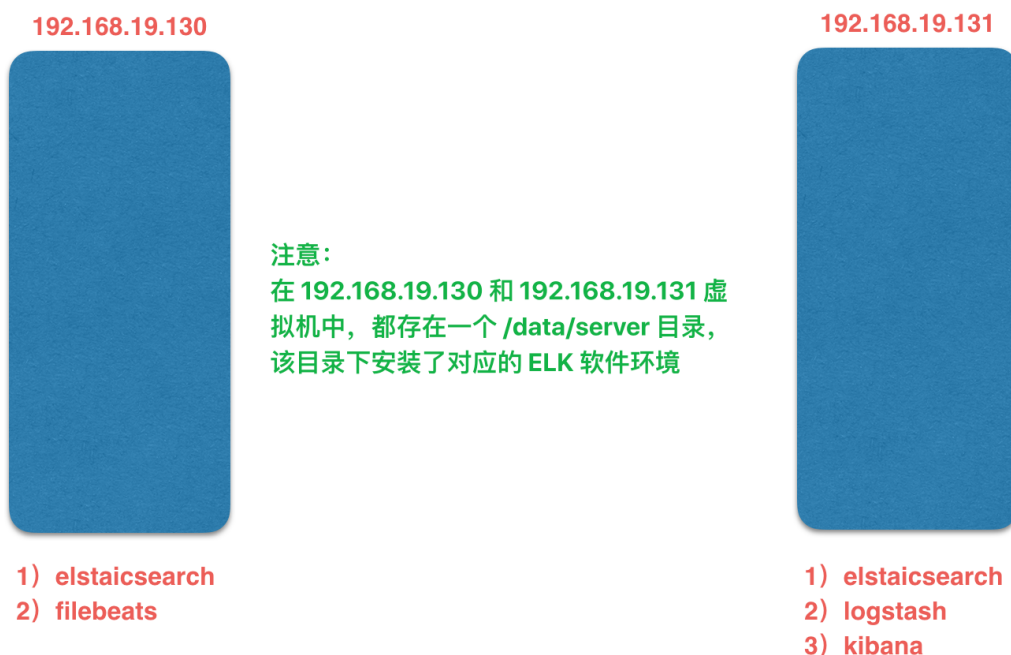 192.168.19.130
192.168.19.131
注意：
在 192.168.19.130 和 192.168.19.131 虚
拟机中，都存在一个 /data/server 目录，
该目录下安装了对应的 ELK 软件环境
1）elstaicsearch
2）filebeats
1）elstaicsearch
2）logstash
3）kibana